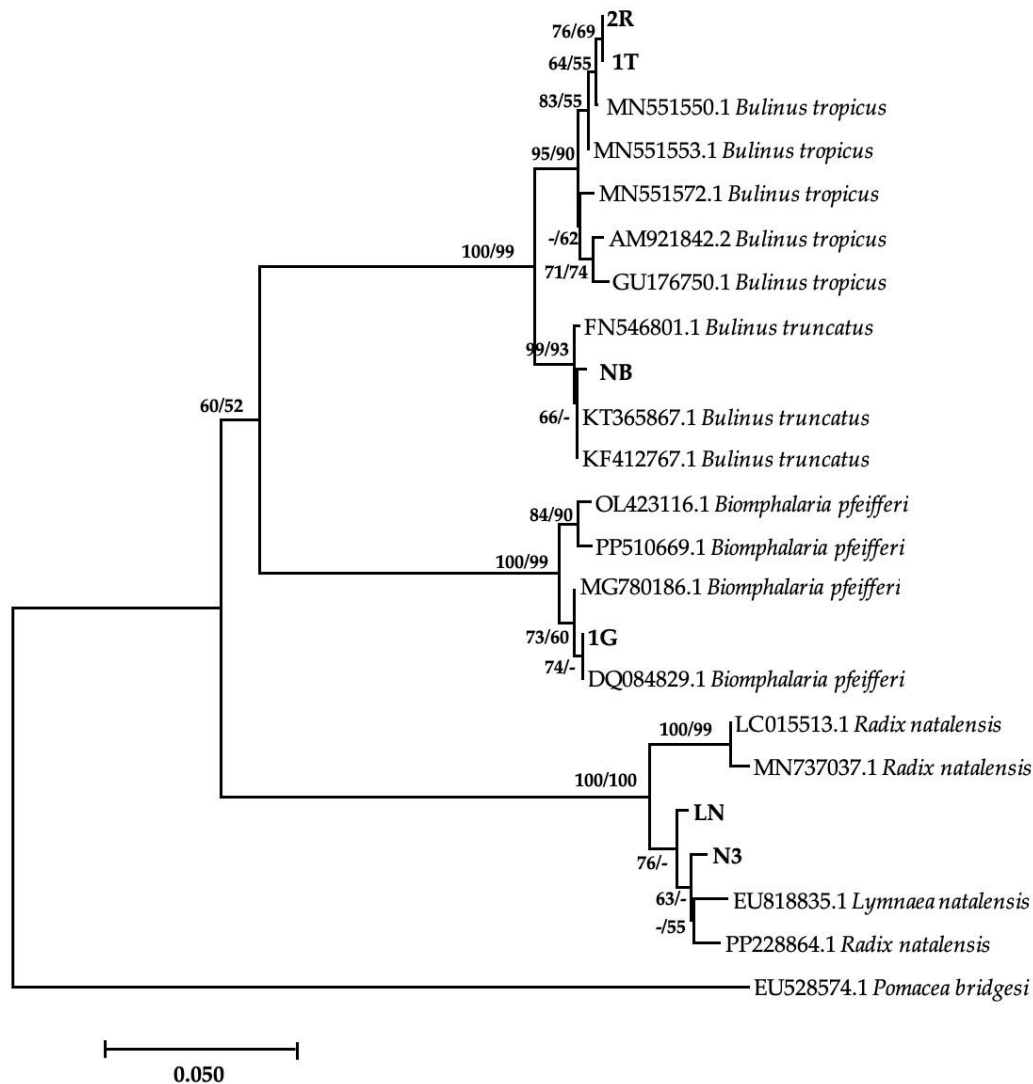 2R
76/69
1T
64/55
MN551550.1 Bulinus tropicus
83/55
MN551553.1 Bulinus tropicus
95/90
MN551572.1 Bulinus tropicus
-/62
AM921842.2 Bulinus tropicus
100/99
71/74
GU176750.1 Bulinus tropicus
FN546801.1 Bulinus truncatus
99/93
NB
60/52
66/-
KT365867.1 Bulinus truncatus
KF412767.1 Bulinus truncatus
OL423116.1 Biomphalaria pfeifferi
84/90
PP510669.1 Biomphalaria pfeifferi
100/99
MG780186.1 Biomphalaria pfeifferi
73/60
1G
74/-
DQ084829.1 Biomphalaria pfeifferi
LC015513.1 Radix natalensis
100/99
MN737037.1 Radix natalensis
100/100
LN
76/-
N3
63/-
EU818835.1 Lymnaea natalensis
-/55
PP228864.1 Radix natalensis
EU528574.1 Pomacea bridgesi
0.050